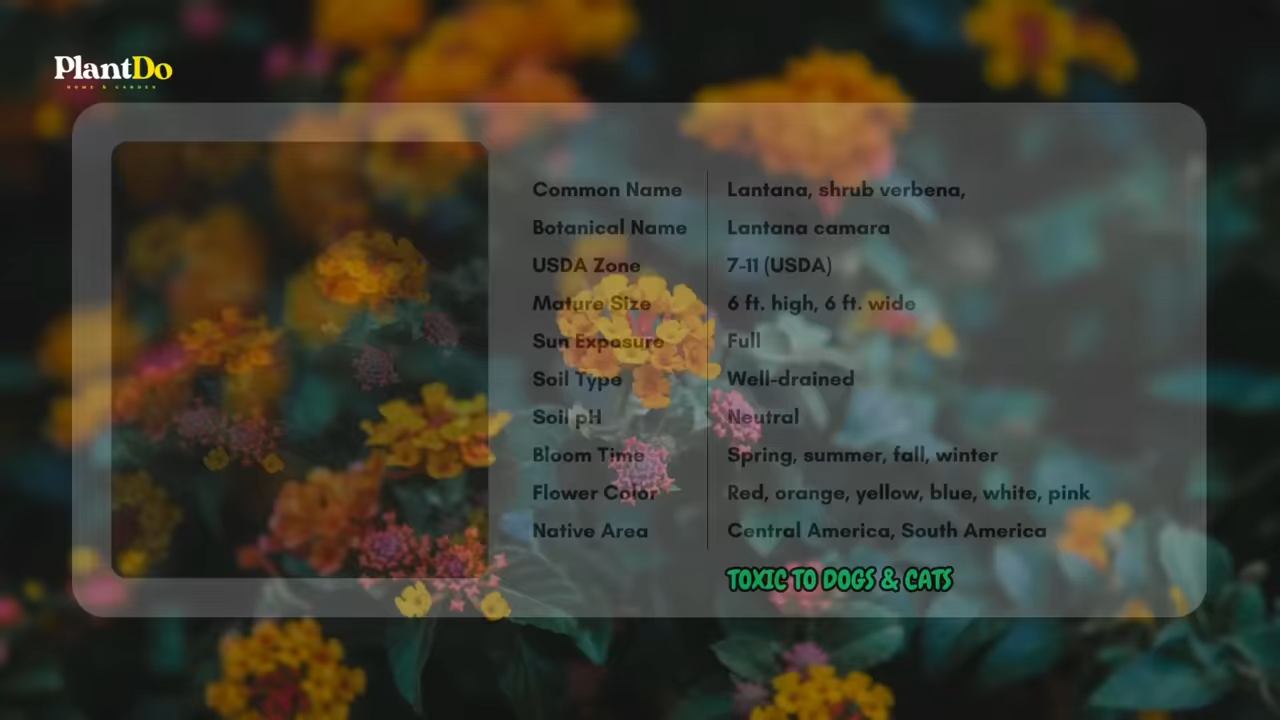 PlantDo
HOME & GARDEN
Common Name Lantana, shrub verbena,
Botanical Name Lantana camara
USDA Zone 7-11 (USDA)
Mature Size 6 ft. high, 6 ft. wide
Sun Exposure Full
Soil Type Well-drained
Soil pH Neutral
Bloom Time Spring, summer, fall, winter
Flower Color Red, orange, yellow, blue, white, pink
Native Area Central America, South America
TOXIC TO DOGS & CATS